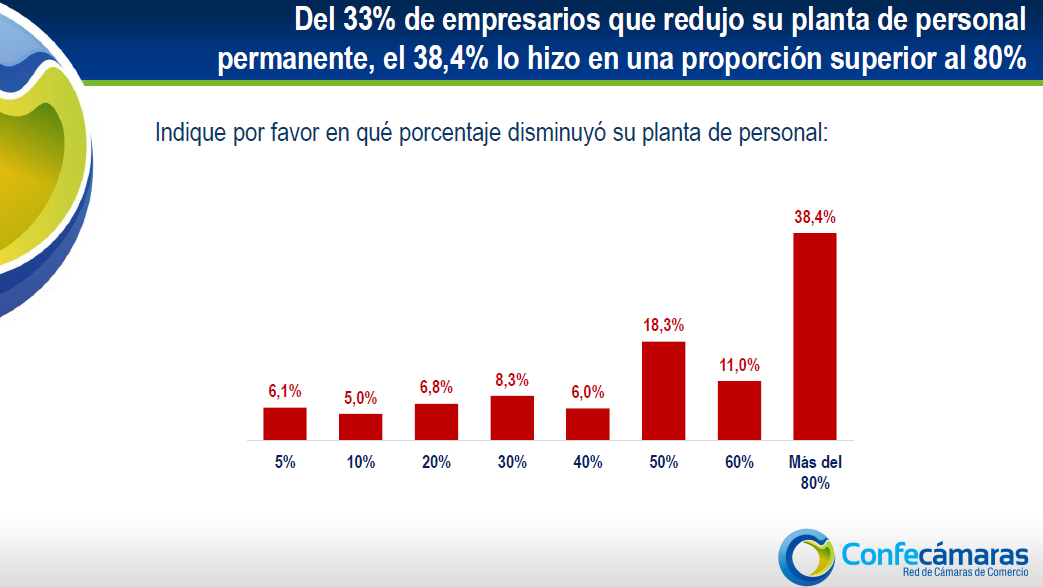 Del 33% de empresarios que redujo su planta de personal
permanente, el 38,4% lo hizo en una proporción superior al 80%
Indique por favor en qué porcentaje disminuyó su planta de personal:
6,1%
5,0%
6,8%
8,3%
6,0%
18,3%
11,0%
38,4%
5%
10%
20%
30%
40%
50%
60%
Más del
80%
Confecámaras
Red de Cámaras de Comercio